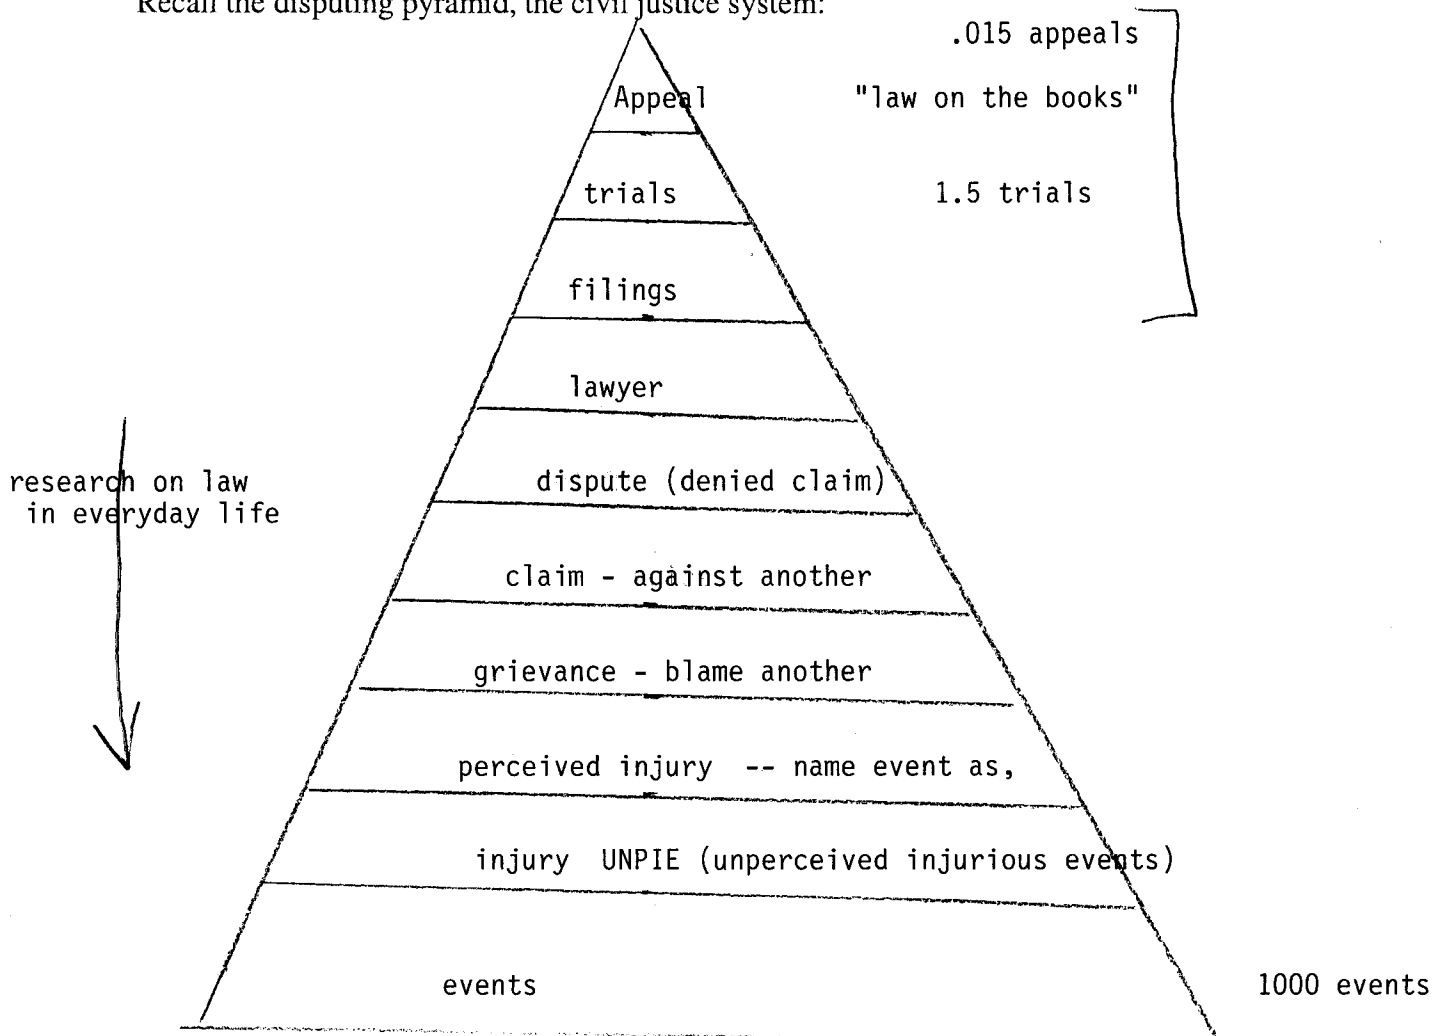 Recall the disputing pyramid, the civil justice system:
.015 appeals
Appeal
"law on the books"
trials
1.5 trials
filings
lawyer
research on law
in everyday life
dispute (denied claim)
claim - against another
grievance - blame another
perceived injury -- name event as,
injury UNPIE (unperceived injurious events)
events
1000 events